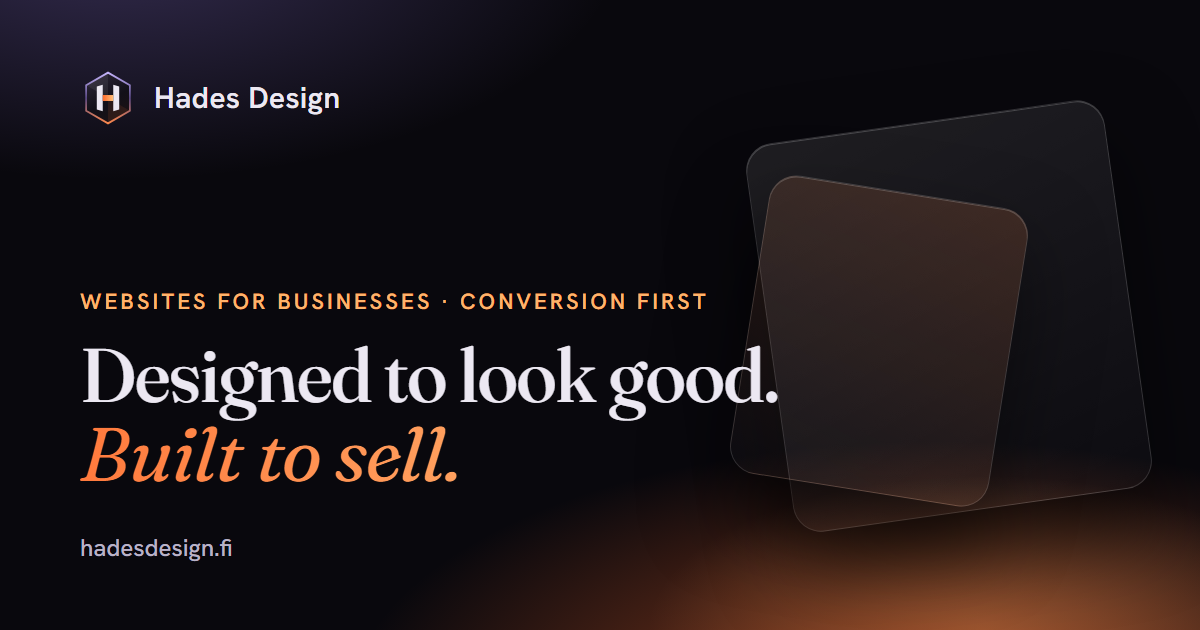 H
Hades Design
WEBSITES FOR BUSINESSES · CONVERSION FIRST
Designed to look good.
Built to sell.
hadesdesign.fi